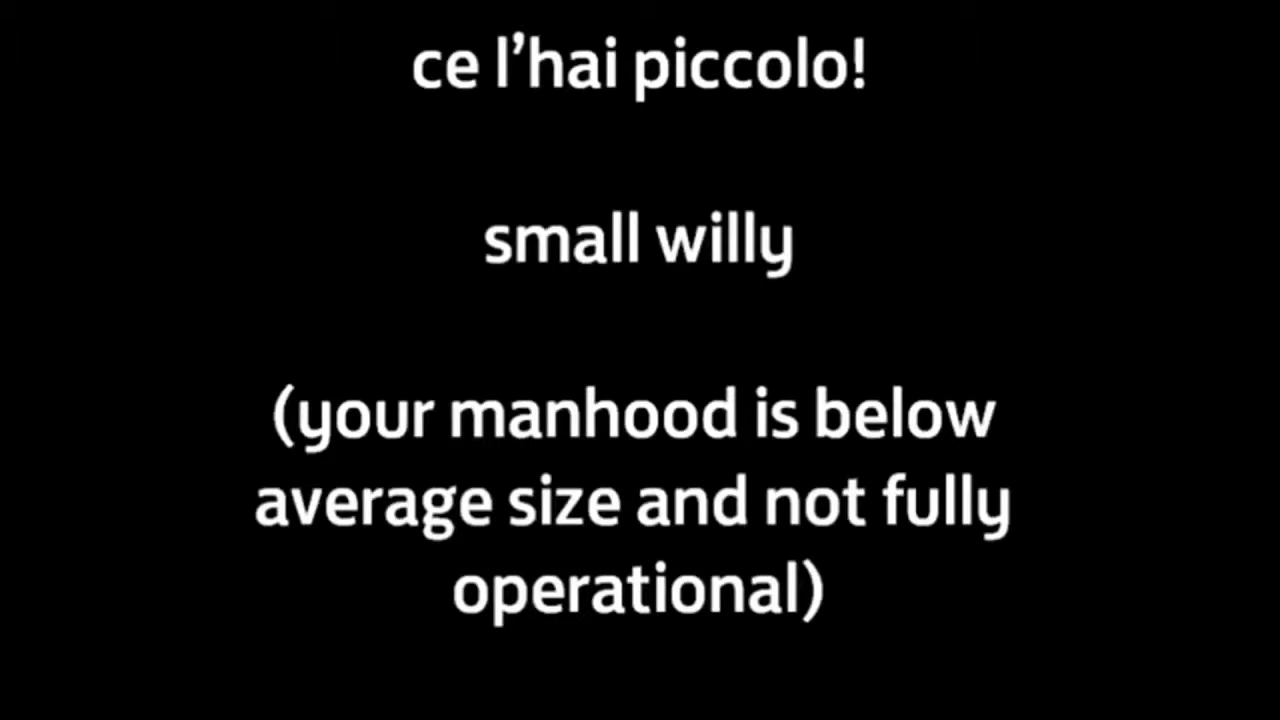 ce l’hai piccolo!
small willy
(your manhood is below
average size and not fully
operational)